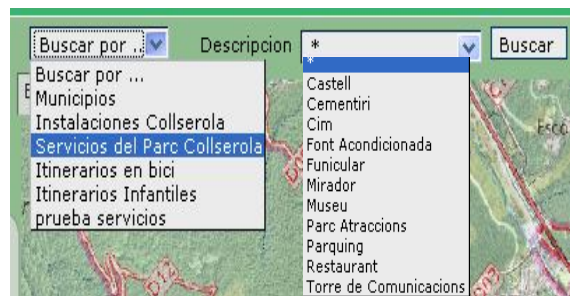 Buscar por ... Descripcion * Buscar
Buscar por ...
Municipios
Instalaciones Collserola
Servicios del Parc Collserola
Itinerarios en bici
Itinerarios Infantiles
prueba servicios
*
Castell
Cementiri
Cim
Font Acondicionada
Funicular
Mirador
Museu
Parc Atraccions
Parquing
Restaurant
Torre de Comunicacions